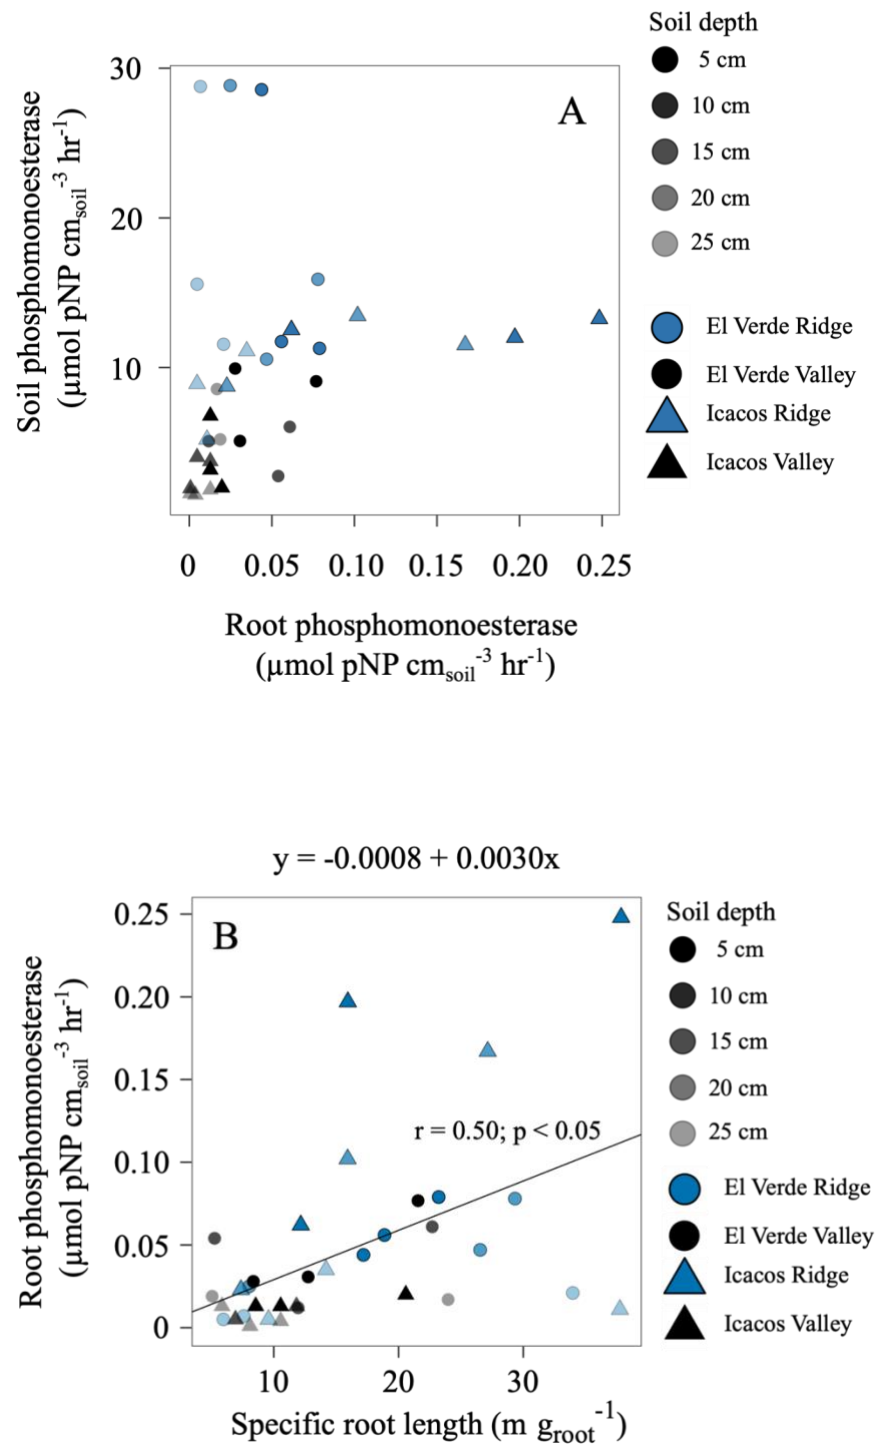 Soil depth
5 cm
10 cm
15 cm
20 cm
25 cm
El Verde Ridge
El Verde Valley
Icacos Ridge
Icacos Valley
A
Soil phosphomonoesterase
(µmol pNP cm_soil^-3 hr^-1)
30
20
10
0 0.05 0.10 0.15 0.20 0.25
Root phosphomonoesterase
(µmol pNP cm_soil^-3 hr^-1)
y = -0.0008 + 0.0030x
B
Root phosphomonoesterase
(µmol pNP cm_soil^-3 hr^-1)
0.25
0.20
0.15
0.10
0.05
0
r = 0.50; p < 0.05
10 20 30
Specific root length (m g_root^-1)
Soil depth
5 cm
10 cm
15 cm
20 cm
25 cm
El Verde Ridge
El Verde Valley
Icacos Ridge
Icacos Valley